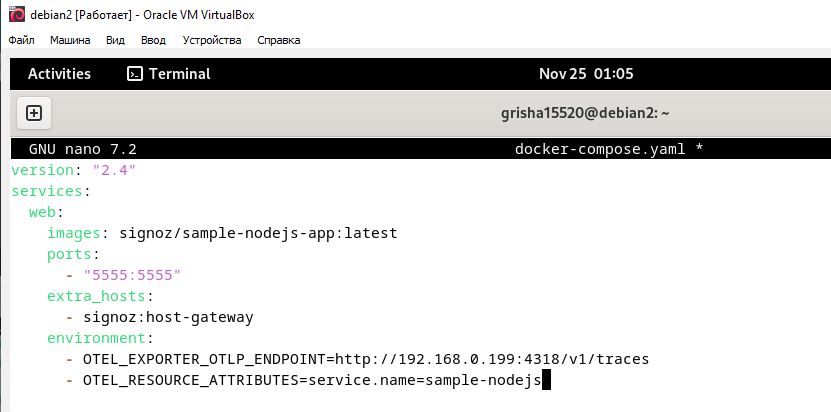 debian2 [Работает] - Oracle VM VirtualBox
Файл Машина Вид Ввод Устройства Справка
Activities Terminal Nov 25 01:05
grisha15520@debian2: ~
GNU nano 7.2 docker-compose.yaml *
version: "2.4"
services:
  web:
    images: signoz/sample-nodejs-app:latest
    ports:
      - "5555:5555"
    extra_hosts:
      - signoz:host-gateway
    environment:
      - OTEL_EXPORTER_OTLP_ENDPOINT=http://192.168.0.199:4318/v1/traces
      - OTEL_RESOURCE_ATTRIBUTES=service.name=sample-nodejs